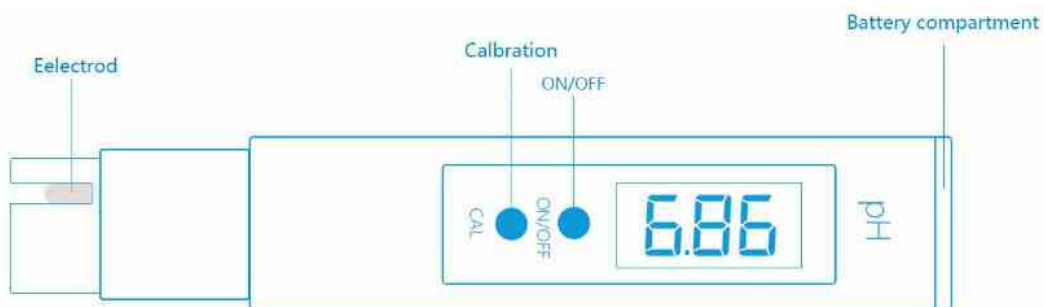 Battery compartment
Calbration
Eelectrod
ON/OFF
CAL
ON/OFF
6.86
pH